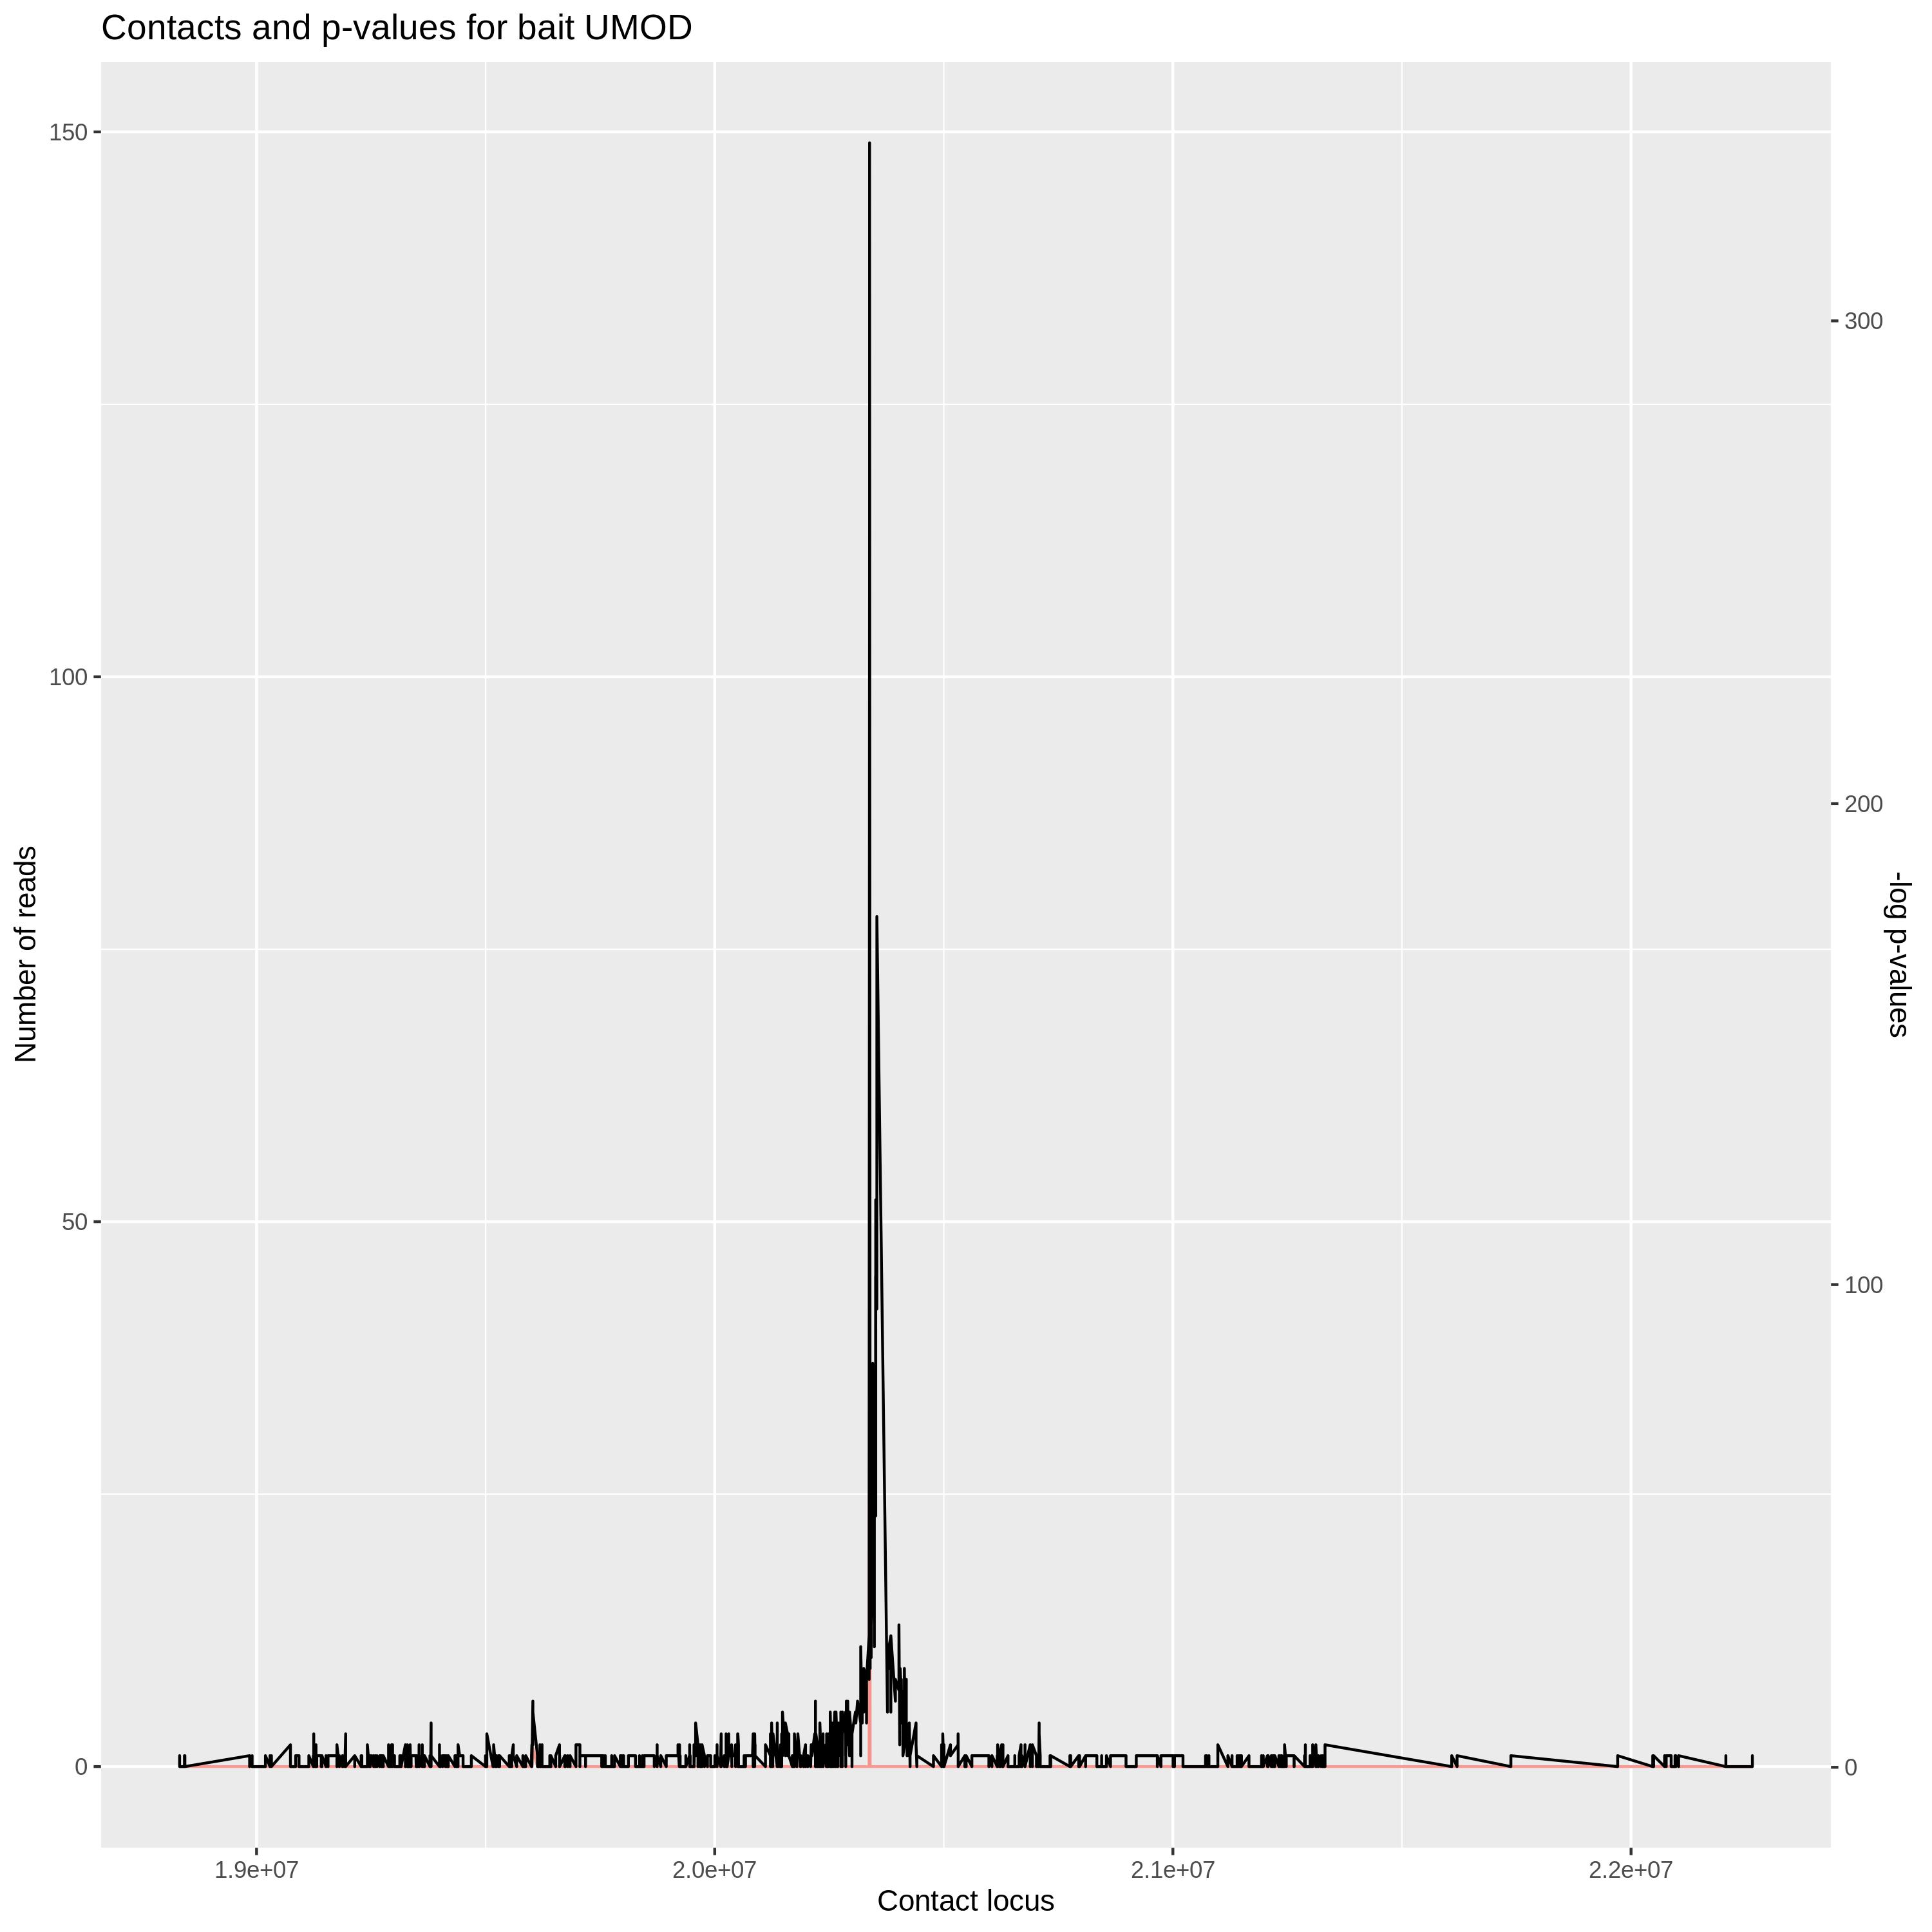 Contacts and p-values for bait UMOD
150
100
50
0
Number of reads
300
200
100
0
-log p-values
1.9e+07
2.0e+07
2.1e+07
2.2e+07
Contact locus